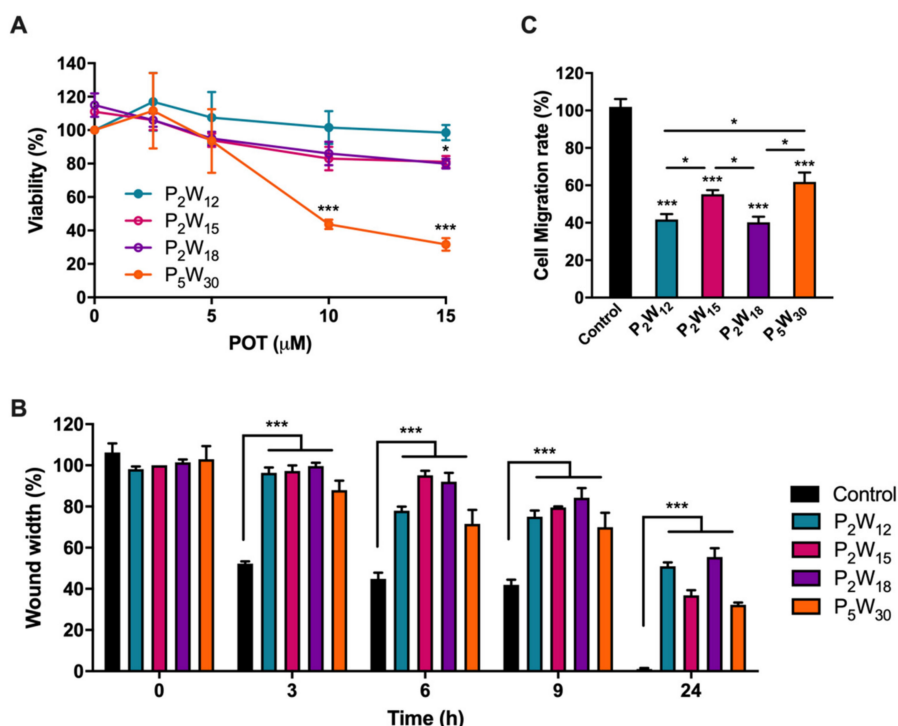 A
140
120
100
80
60
40
20
0
Viability (%)
P₂W₁₂
P₂W₁₅
P₂W₁₈
P₅W₃₀
***
*
***
0 5 10 15
POT (μM)
C
120
100
80
60
40
20
0
Cell Migration rate (%)
*
* * *
*** *** *** ***
Control P₂W₁₂ P₂W₁₅ P₂W₁₈ P₅W₃₀
B
120
100
80
60
40
20
0
Wound width (%)
*** *** *** ***
0 3 6 9 24
Time (h)
Control
P₂W₁₂
P₂W₁₅
P₂W₁₈
P₅W₃₀